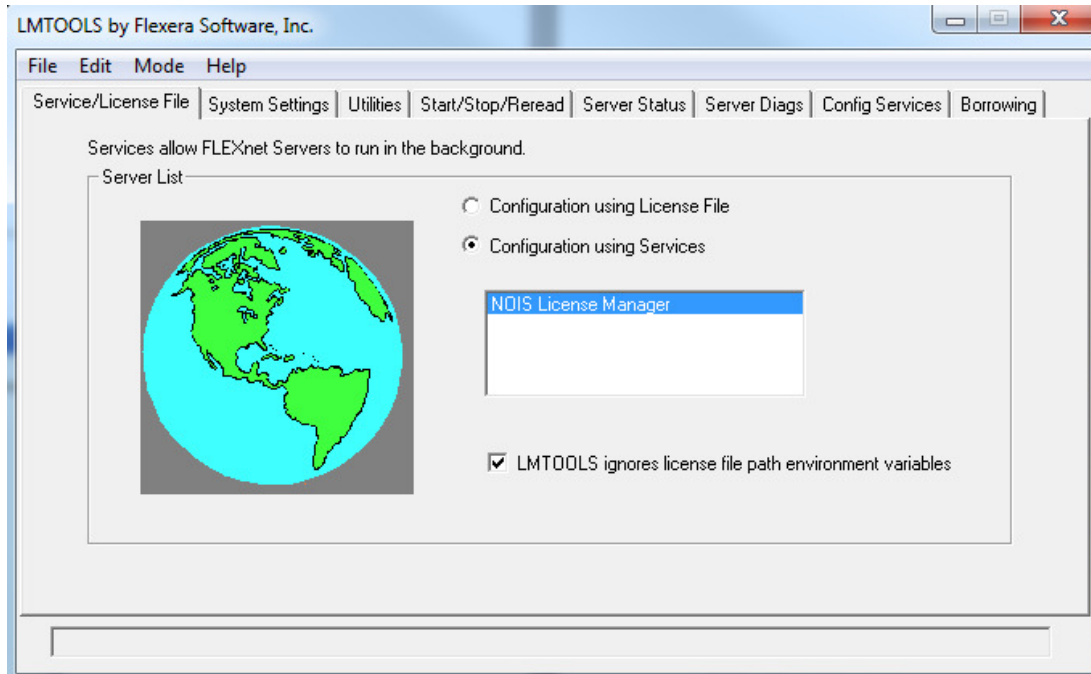 LMTOOLS by Flexera Software, Inc.
File Edit Mode Help
Service/License File System Settings Utilities Start/Stop/Reread Server Status Server Diags Config Services Borrowing
Services allow FLEXnet Servers to run in the background.
Server List
Configuration using License File
Configuration using Services
NOIS License Manager
LMTOOLS ignores license file path environment variables